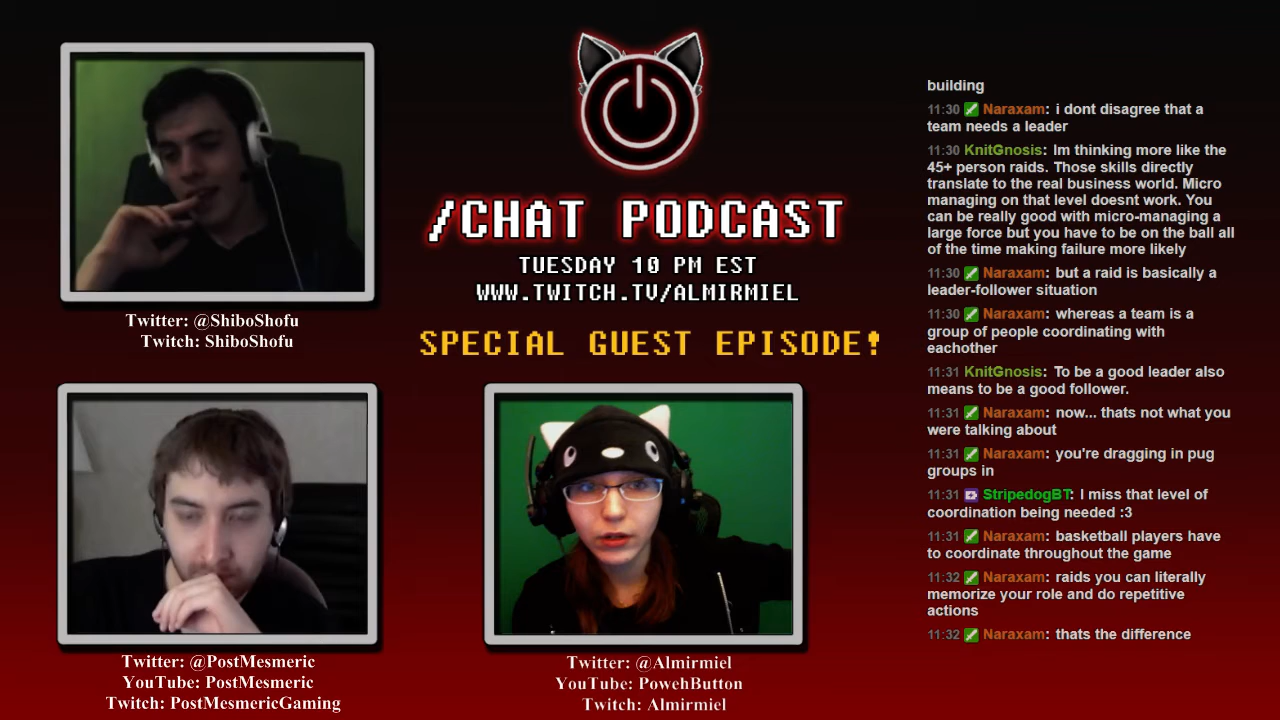 /CHAT PODCAST
TUESDAY 10 PM EST
WWW.TWITCH.TV/ALMIRMIEL
SPECIAL GUEST EPISODE!
Twitter: @ShiboShofu
Twitch: ShiboShofu
Twitter: @PostMesmeric
YouTube: PostMesmeric
Twitch: PostMesmericGaming
Twitter: @Almirmiel
YouTube: PowehButton
Twitch: Almirmiel
building
11:30 Naraxam: i dont disagree that a
team needs a leader
11:30 KnitGnosis: Im thinking more like the
45+ person raids. Those skills directly
translate to the real business world. Micro
managing on that level doesnt work. You
can be really good with micro-managing a
large force but you have to be on the ball all
of the time making failure more likely
11:30 Naraxam: but a raid is basically a
leader-follower situation
11:30 Naraxam: whereas a team is a
group of people coordinating with
eachother
11:31 KnitGnosis: To be a good leader also
means to be a good follower.
11:31 Naraxam: now... thats not what you
were talking about
11:31 Naraxam: you're dragging in pug
groups in
11:31 StripedogBT: I miss that level of
coordination being needed :3
11:31 Naraxam: basketball players have
to coordinate throughout the game
11:32 Naraxam: raids you can literally
memorize your role and do repetitive
actions
11:32 Naraxam: thats the difference